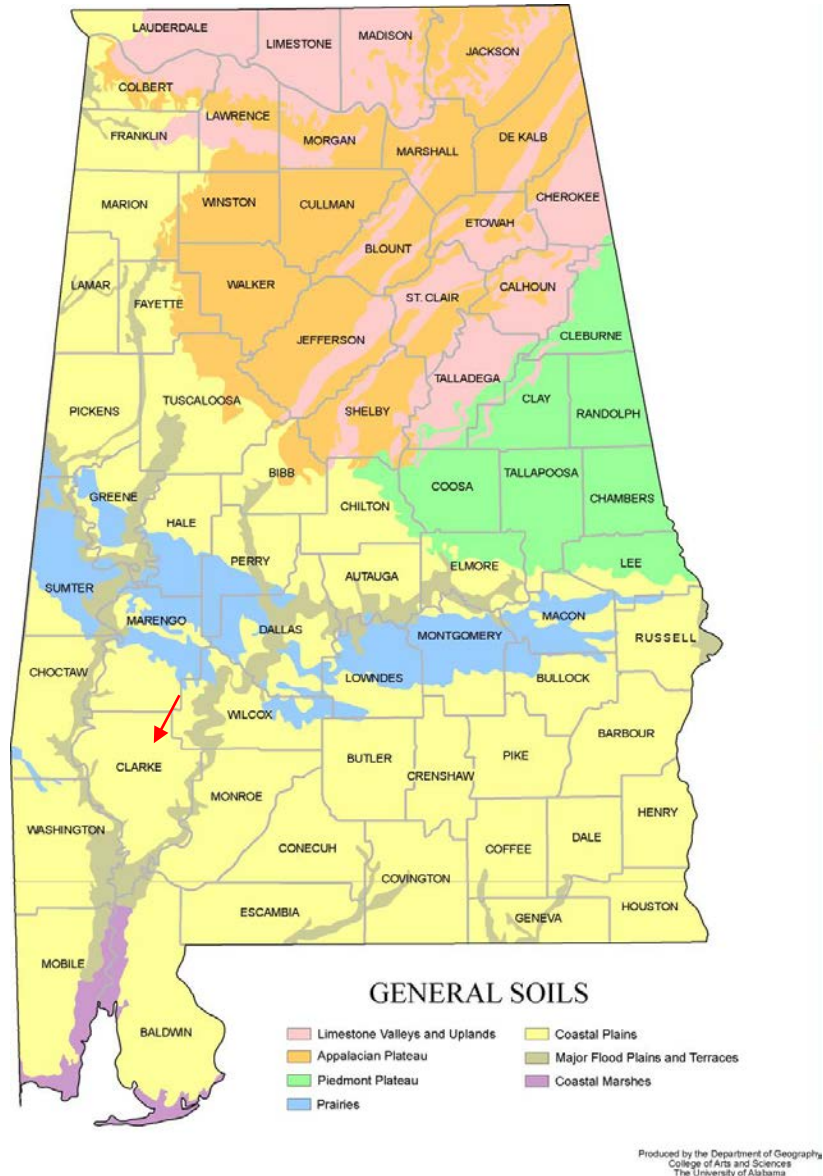 LAUDERDALE
LIMESTONE
MADISON
JACKSON
COLBERT
LAWRENCE
FRANKLIN
MORGAN
MARSHALL
DE KALB
MARION
WINSTON
CULLMAN
CHEROKEE
ETOWAH
BLOUNT
LAMAR
FAYETTE
WALKER
ST. CLAIR
CALHOUN
JEFFERSON
CLEBURNE
TALLADEGA
PICKENS
TUSCALOOSA
SHELBY
CLAY
RANDOLPH
BIBB
GREENE
HALE
CHILTON
COOSA
TALLAPOOSA
CHAMBERS
PERRY
AUTAUGA
ELMORE
LEE
SUMTER
MARENGO
DALLAS
MONTGOMERY
MACON
RUSSELL
CHOCTAW
LOWNDES
BULLOCK
WILCOX
CLARKE
BUTLER
CRENSHAW
PIKE
BARBOUR
MONROE
HENRY
WASHINGTON
CONECUH
COFFEE
DALE
COVINGTON
ESCAMBIA
GENEVA
HOUSTON
MOBILE
BALDWIN
GENERAL SOILS
Limestone Valleys and Uplands
Appalacian Plateau
Piedmont Plateau
Prairies
Coastal Plains
Major Flood Plains and Terraces
Coastal Marshes
Produced by the Department of Geography
College of Arts and Sciences
The University of Alabama